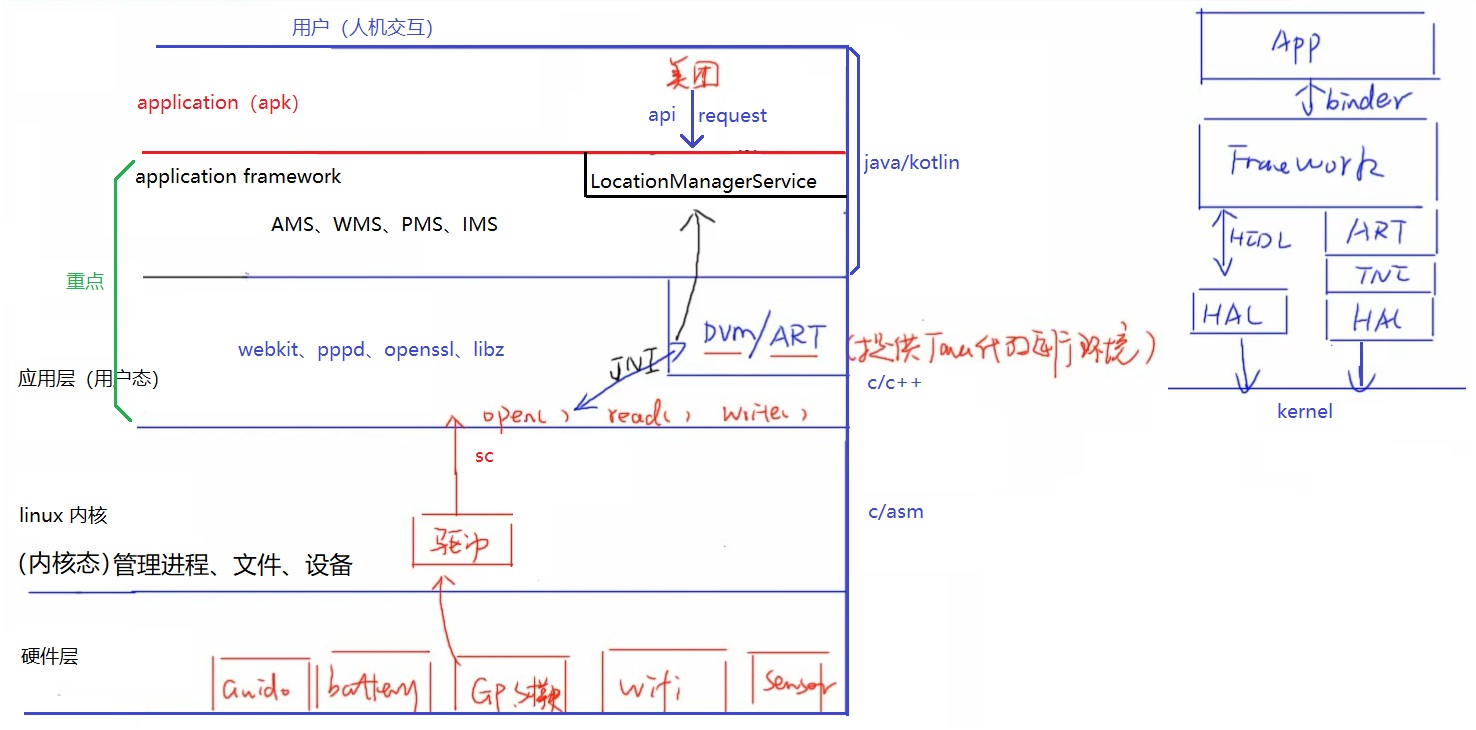 用户（人机交互）
美团
application（apk）
api
request
application framework
LocationManagerService
java/kotlin
AMS、WMS、PMS、IMS
重点
webkit、pppd、openssl、libz
DVM/ART
(提供Java代码运行环境)
JNI
应用层（用户态）
c/c++
open( ) read( ) write( )
sc
linux 内核
驱动
c/asm
(内核态)管理进程、文件、设备
硬件层
audio
battery
GPS模块
wifi
sensor
App
binder
Framework
HIDL
ART
JNI
HAL
HAL
kernel